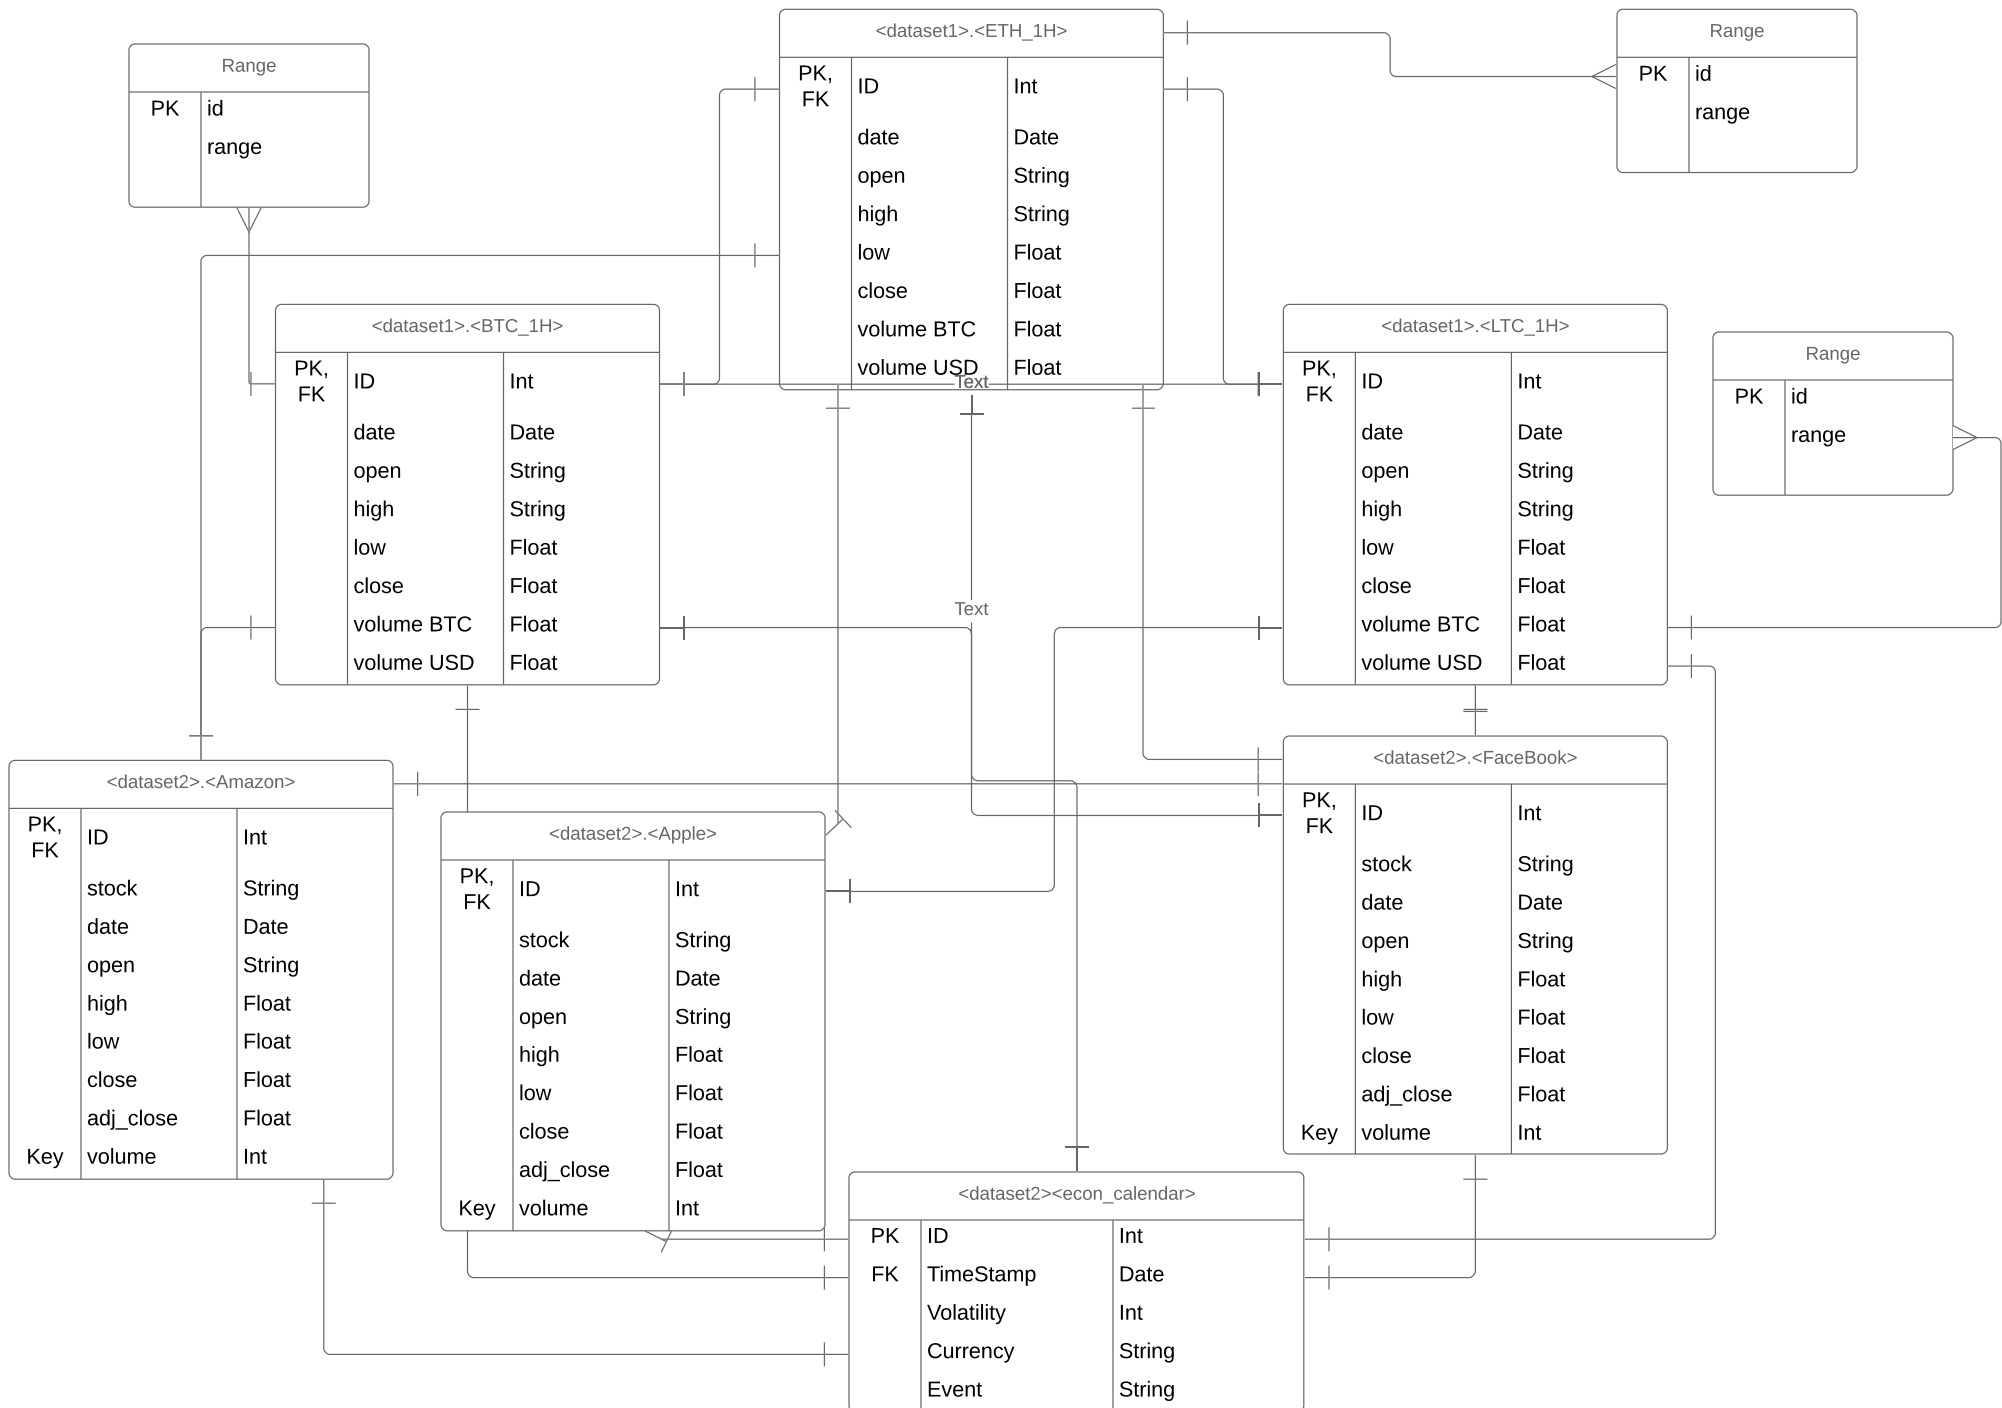 <dataset1>.<ETH_1H>
PK, FK ID Int
date Date
open String
high String
low Float
close Float
volume BTC Float
volume USD Float
Range
PK id
range
Range
PK id
range
<dataset1>.<BTC_1H>
PK, FK ID Int
date Date
open String
high String
low Float
close Float
volume BTC Float
volume USD Float
Text
Text
<dataset1>.<LTC_1H>
PK, FK ID Int
date Date
open String
high String
low Float
close Float
volume BTC Float
volume USD Float
Range
PK id
range
<dataset2>.<Amazon>
PK, FK ID Int
stock String
date Date
open String
high Float
low Float
close Float
adj_close Float
Key volume Int
<dataset2>.<Apple>
PK, FK ID Int
stock String
date Date
open String
high Float
low Float
close Float
adj_close Float
Key volume Int
<dataset2>.<FaceBook>
PK, FK ID Int
stock String
date Date
open String
high Float
low Float
close Float
adj_close Float
Key volume Int
<dataset2><econ_calendar>
PK ID Int
FK TimeStamp Date
Volatility Int
Currency String
Event String